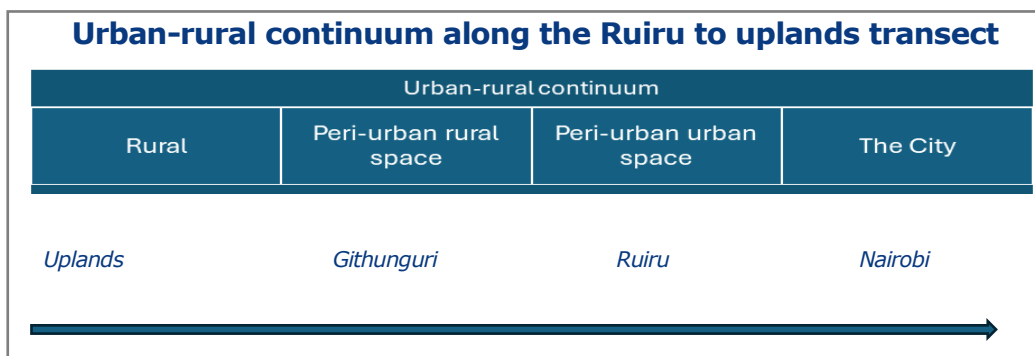 Urban-rural continuum along the Ruiru to uplands transect
Urban-rural continuum
Rural
Peri-urban rural
space
Peri-urban urban
space
The City
Uplands
Githunguri
Ruiru
Nairobi